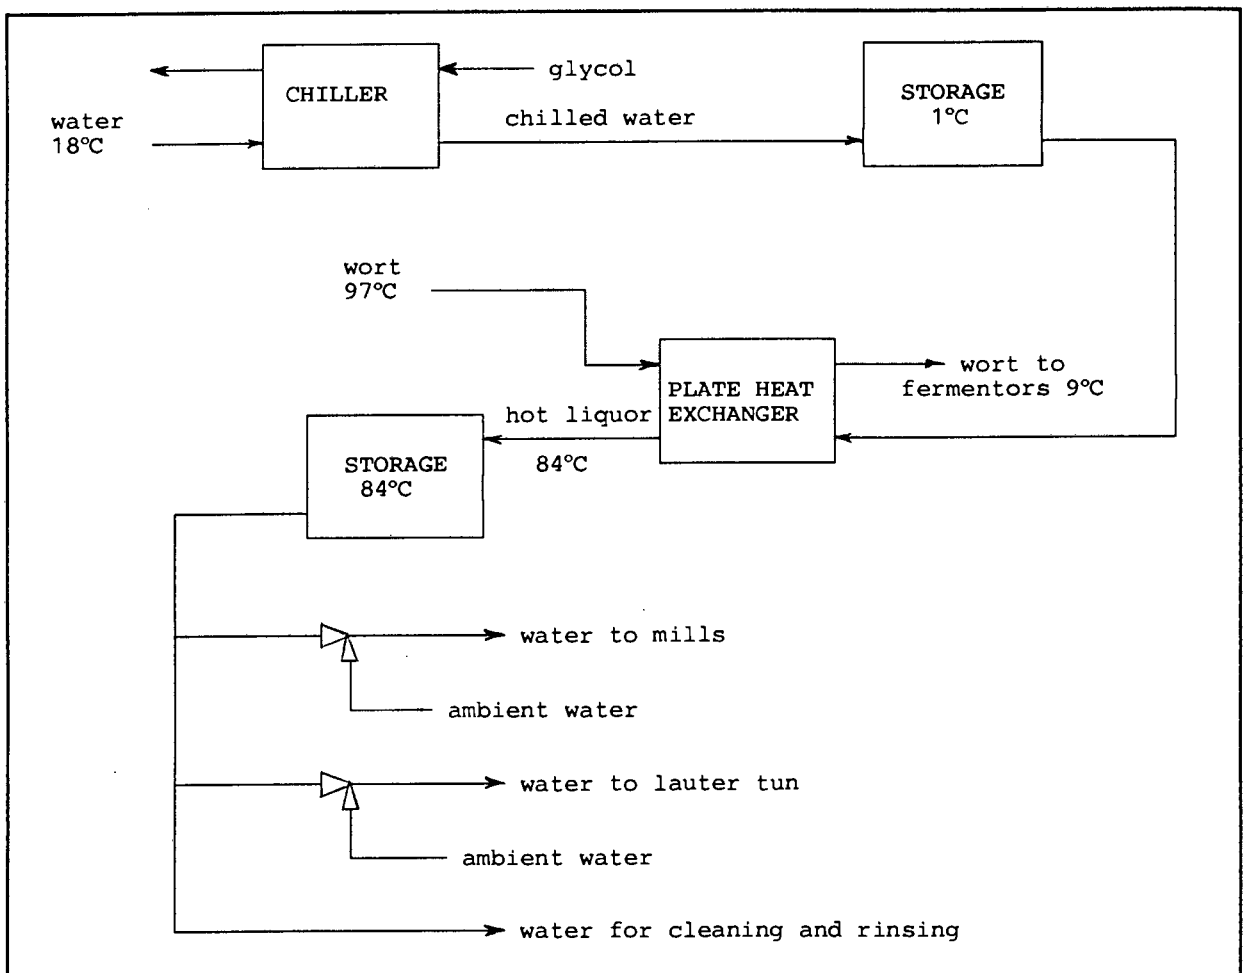 glycol
CHILLER
STORAGE
1°C
chilled water
water
18°C
wort
97°C
PLATE HEAT
EXCHANGER
wort to
fermentors 9°C
hot liquor
84°C
STORAGE
84°C
water to mills
ambient water
water to lauter tun
ambient water
water for cleaning and rinsing